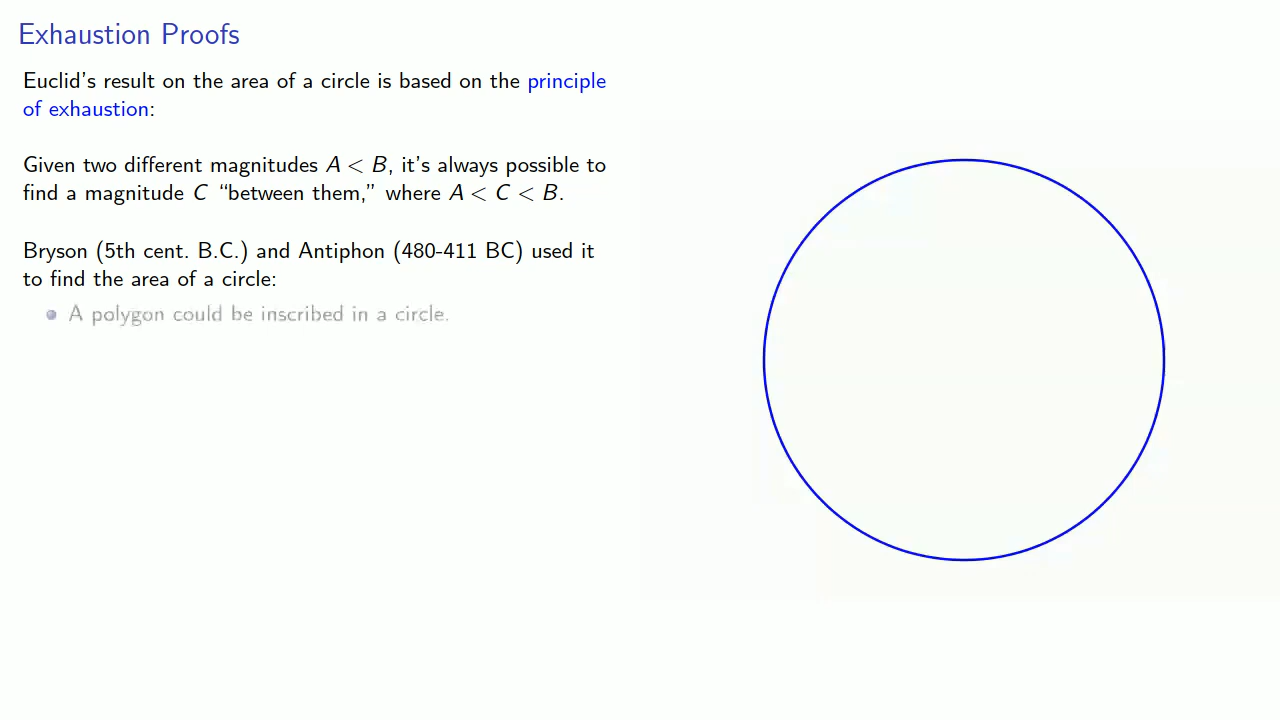 Exhaustion Proofs
Euclid's result on the area of a circle is based on the principle
of exhaustion:
Given two different magnitudes A < B, it's always possible to
find a magnitude C “between them,” where A < C < B.
Bryson (5th cent. B.C.) and Antiphon (480-411 BC) used it
to find the area of a circle:
A polygon could be inscribed in a circle.